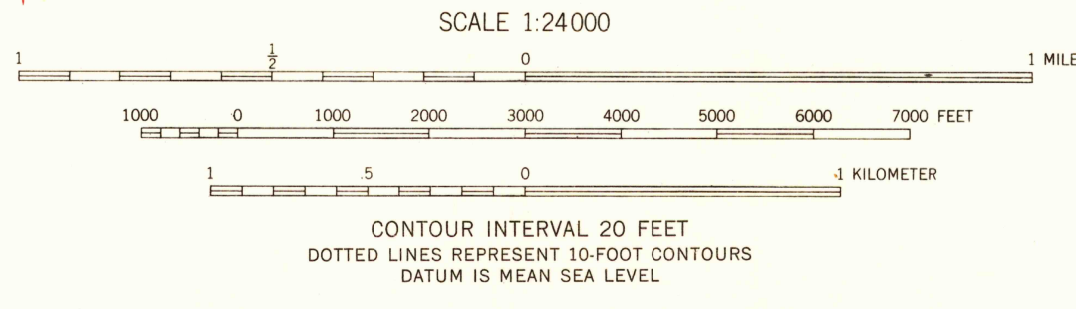 SCALE 1:24000
1 1/2 0 1 MILE
1000 0 1000 2000 3000 4000 5000 6000 7000 FEET
1 .5 0 1 KILOMETER
CONTOUR INTERVAL 20 FEET
DOTTED LINES REPRESENT 10-FOOT CONTOURS
DATUM IS MEAN SEA LEVEL